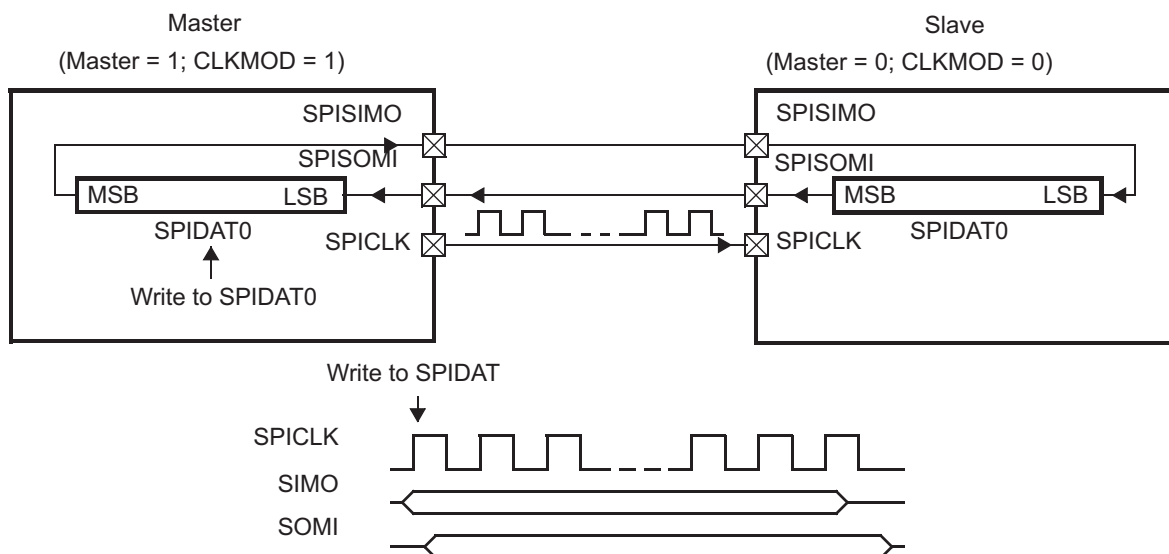 Master
(Master = 1; CLKMOD = 1)
Slave
(Master = 0; CLKMOD = 0)
SPISIMO
SPISIMO
SPISOMI
SPISOMI
MSB
LSB
MSB
LSB
SPIDAT0
SPICLK
SPICLK
SPIDAT0
Write to SPIDAT0
Write to SPIDAT
SPICLK
SIMO
SOMI